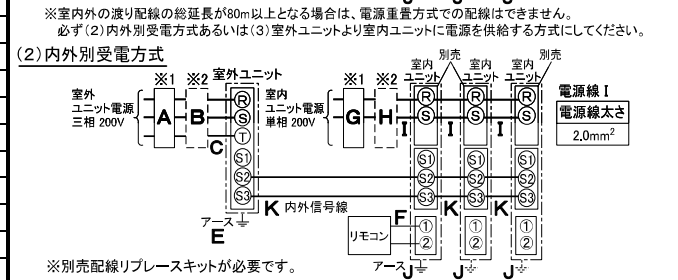 ※室内外の渡り配線の総延長が80m以上となる場合は、電源重畳方式での配線はできません。
必ず(2)内外別受電方式あるいは(3)室外ユニットより室内ユニットに電源を供給する方式にしてください。
(2)内外別受電方式
※1 ※2 室外ユニット
室外
ユニット電源
三相 200V
A B C
R
S
T
S1
S2
S3
アース
E
K 内外信号線
※1 ※2
室内
ユニット電源
単相 200V
G H
室内
ユニット
別売
室内
ユニット
室内
ユニット
別売
R R R
S S S
I I I
S1 S1 S1
S2 S2 S2
S3 S3 S3
F K K
リモコン
① ① ①
② ② ②
アース J J J
電源線 I
電源線太さ
2.0mm²
※別売配線リプレースキットが必要です。